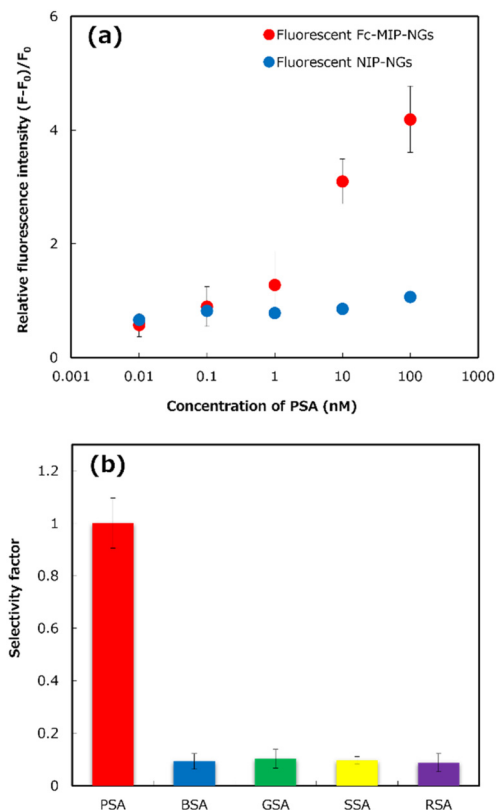 (a)
Fluorescent Fc-MIP-NGs
Fluorescent NIP-NGs
Relative fluorescence intensity (F-F₀)/F₀
6
4
2
0
0.001 0.01 0.1 1 10 100 1000
Concentration of PSA (nM)
(b)
Selectivity factor
1.2
1
0.8
0.6
0.4
0.2
0
PSA BSA GSA SSA RSA